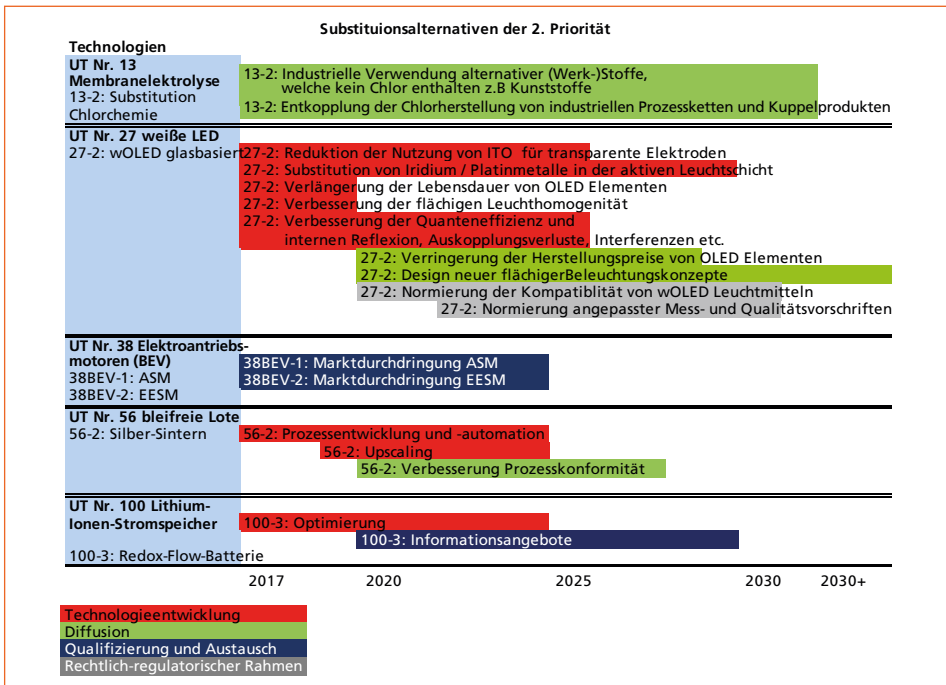 Substituionsalternativen der 2. Priorität
Technologien
UT Nr. 13
Membranelektrolyse
13-2: Substitution
Chlorchemie
13-2: Industrielle Verwendung alternativer (Werk-)Stoffe,
welche kein Chlor enthalten z.B Kunststoffe
13-2: Entkopplung der Chlorherstellung von industriellen Prozessketten und Kuppelprodukten
UT Nr. 27 weiße LED
27-2: wOLED glasbasiert
27-2: Reduktion der Nutzung von ITO für transparente Elektroden
27-2: Substitution von Iridium / Platinmetalle in der aktiven Leuchtschicht
27-2: Verlängerung der Lebensdauer von OLED Elementen
27-2: Verbesserung der flächigen Leuchthomogenität
27-2: Verbesserung der Quanteneffizienz und
internen Reflexion, Auskopplungsverluste, Interferenzen etc.
27-2: Verringerung der Herstellungspreise von OLED Elementen
27-2: Design neuer flächigerBeleuchtungskonzepte
27-2: Normierung der Kompatiblität von wOLED Leuchtmitteln
27-2: Normierung angepasster Mess- und Qualitätsvorschriften
UT Nr. 38 Elektroantriebs-
motoren (BEV)
38BEV-1: ASM
38BEV-2: EESM
38BEV-1: Marktdurchdringung ASM
38BEV-2: Marktdurchdringung EESM
UT Nr. 56 bleifreie Lote
56-2: Silber-Sintern
56-2: Prozessentwicklung und -automation
56-2: Upscaling
56-2: Verbesserung Prozesskonformität
UT Nr. 100 Lithium-
Ionen-Stromspeicher
100-3: Redox-Flow-Batterie
100-3: Optimierung
100-3: Informationsangebote
2017 2020 2025 2030 2030+
Technologieentwicklung
Diffusion
Qualifizierung und Austausch
Rechtlich-regulatorischer Rahmen